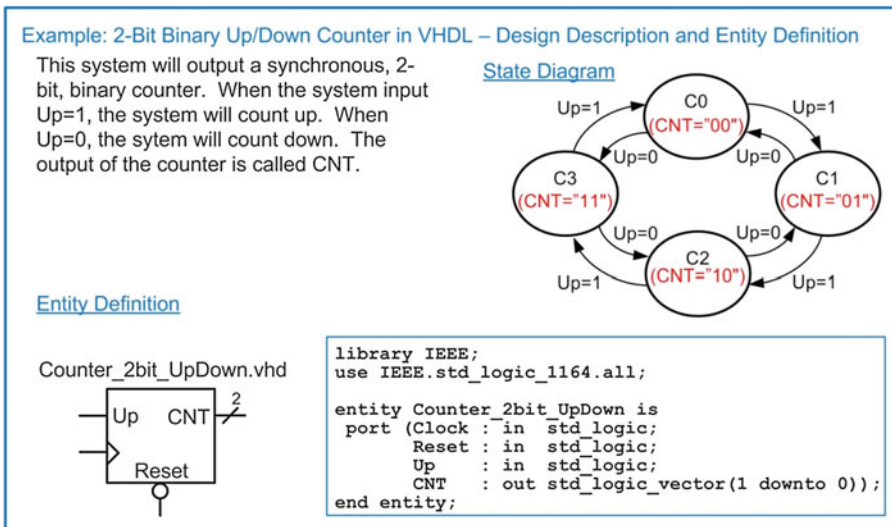 Example: 2-Bit Binary Up/Down Counter in VHDL – Design Description and Entity Definition
This system will output a synchronous, 2-
bit, binary counter. When the system input
Up=1, the system will count up. When
Up=0, the sytem will count down. The
output of the counter is called CNT.
State Diagram
Up=1
C0
(CNT="00")
Up=1
Up=0
Up=0
C3
(CNT="11")
C1
(CNT="01")
Up=0
Up=0
C2
(CNT="10")
Up=1
Up=1
Entity Definition
Counter_2bit_UpDown.vhd
Up
CNT
2
Reset
library IEEE;
use IEEE.std_logic_1164.all;
entity Counter_2bit_UpDown is
port (Clock : in std_logic;
Reset : in std_logic;
Up : in std_logic;
CNT : out std_logic_vector(1 downto 0));
end entity;